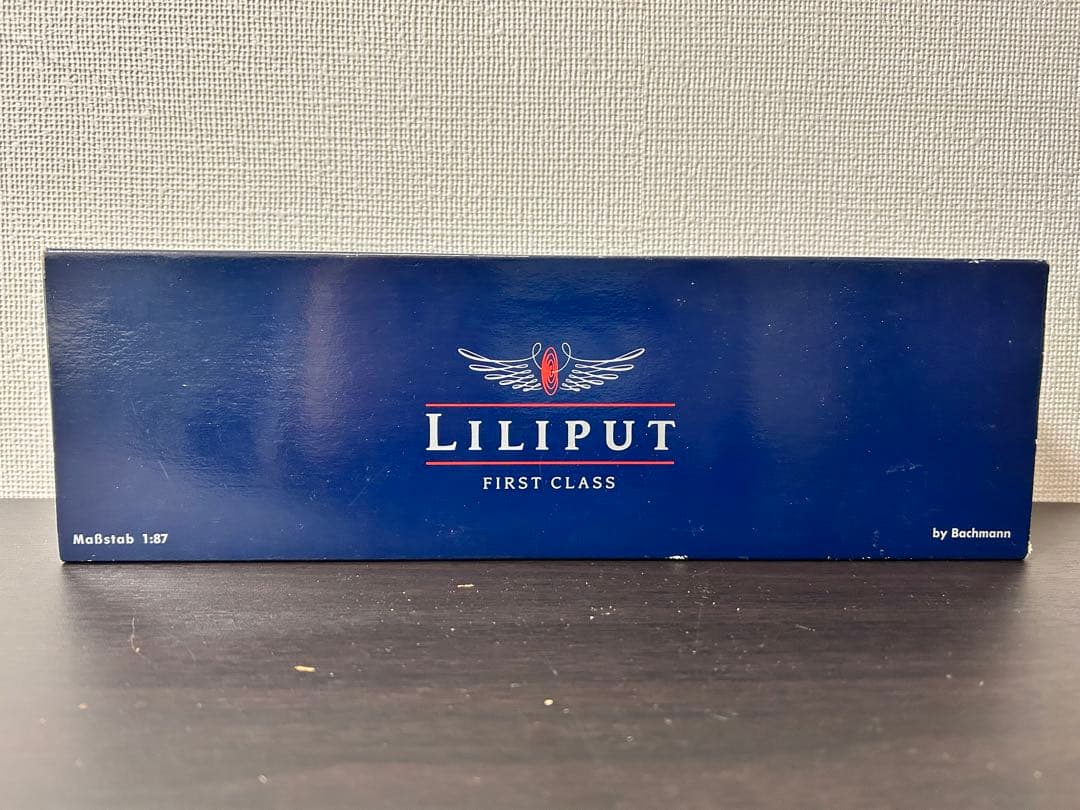 LILIPUT
FIRST CLASS
Maßstab 1:87
by Bachmann